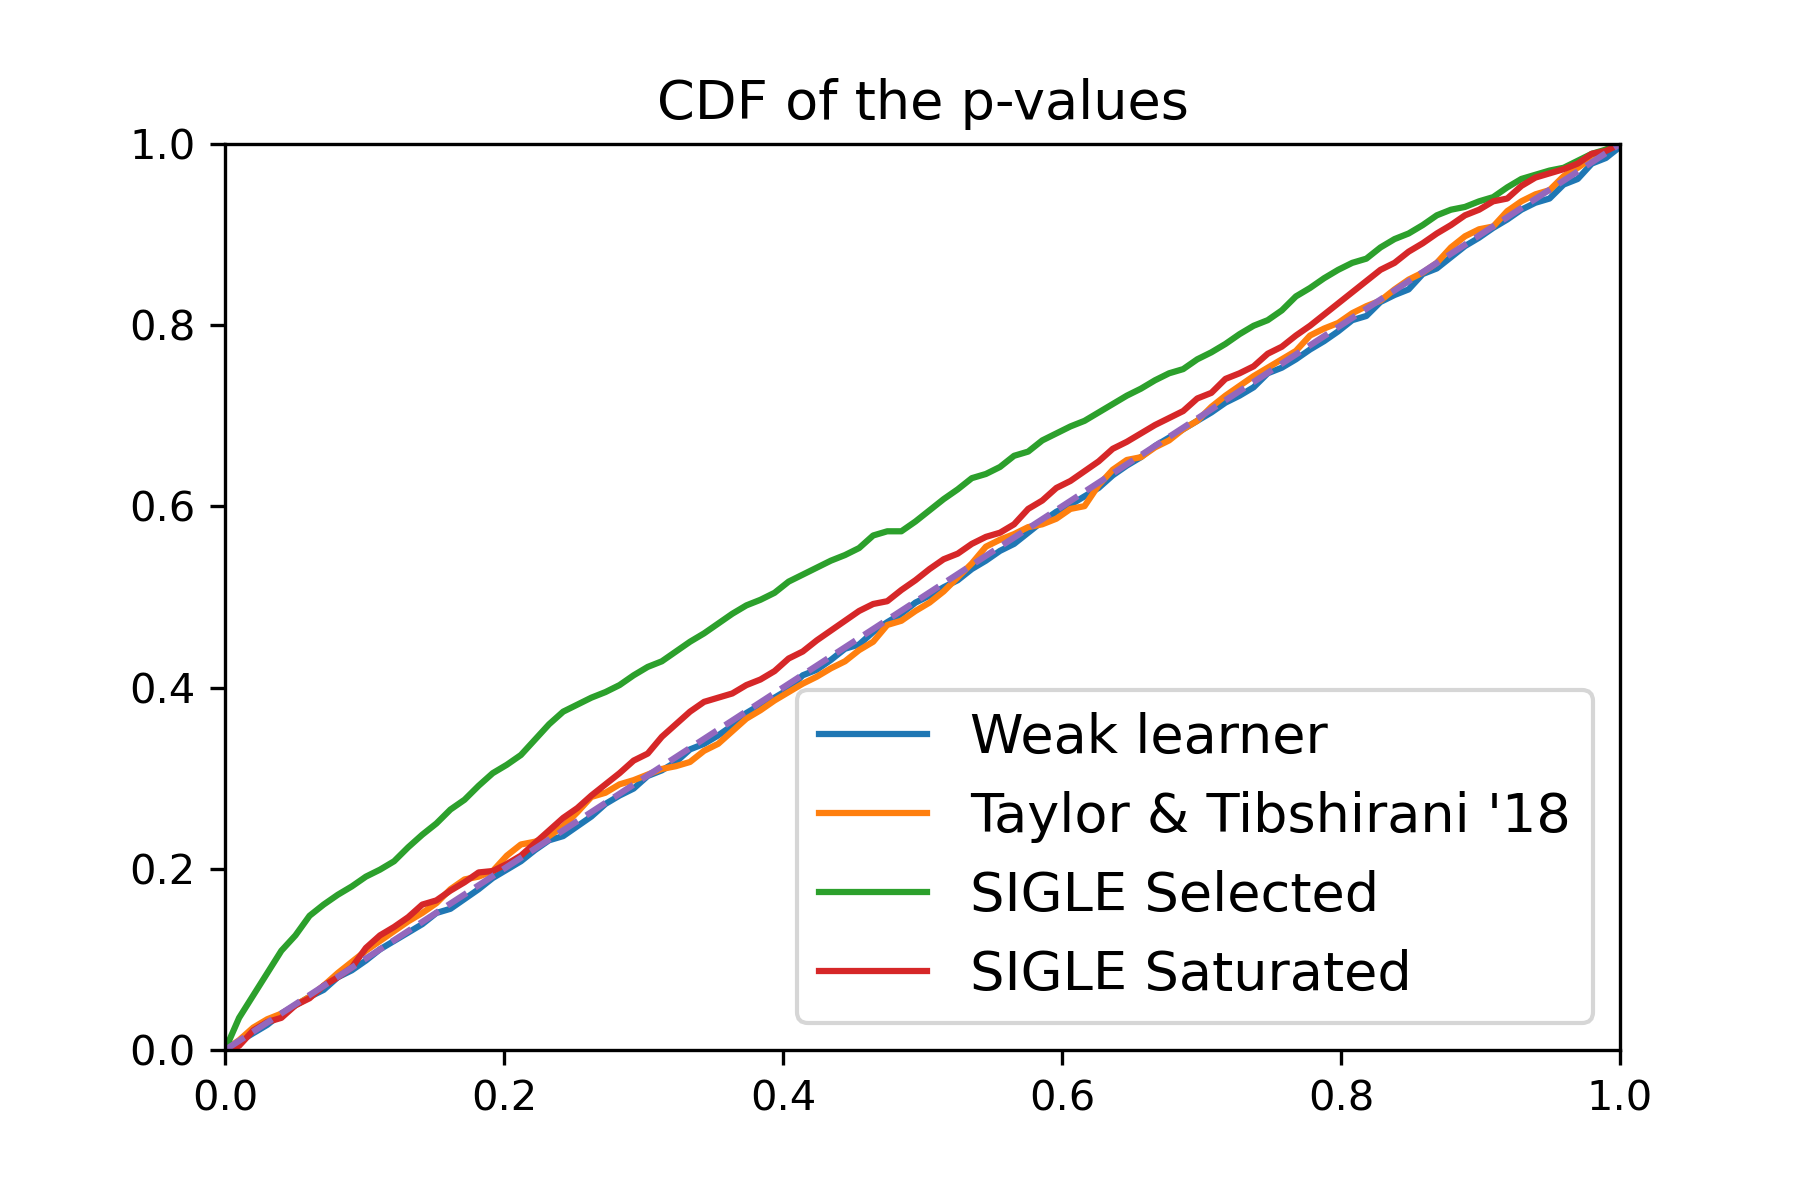 CDF of the p-values
1.0
0.8
0.6
0.4
0.2
0.0
Weak learner
Taylor & Tibshirani '18
SIGLE Selected
SIGLE Saturated
0.0 0.2 0.4 0.6 0.8 1.0